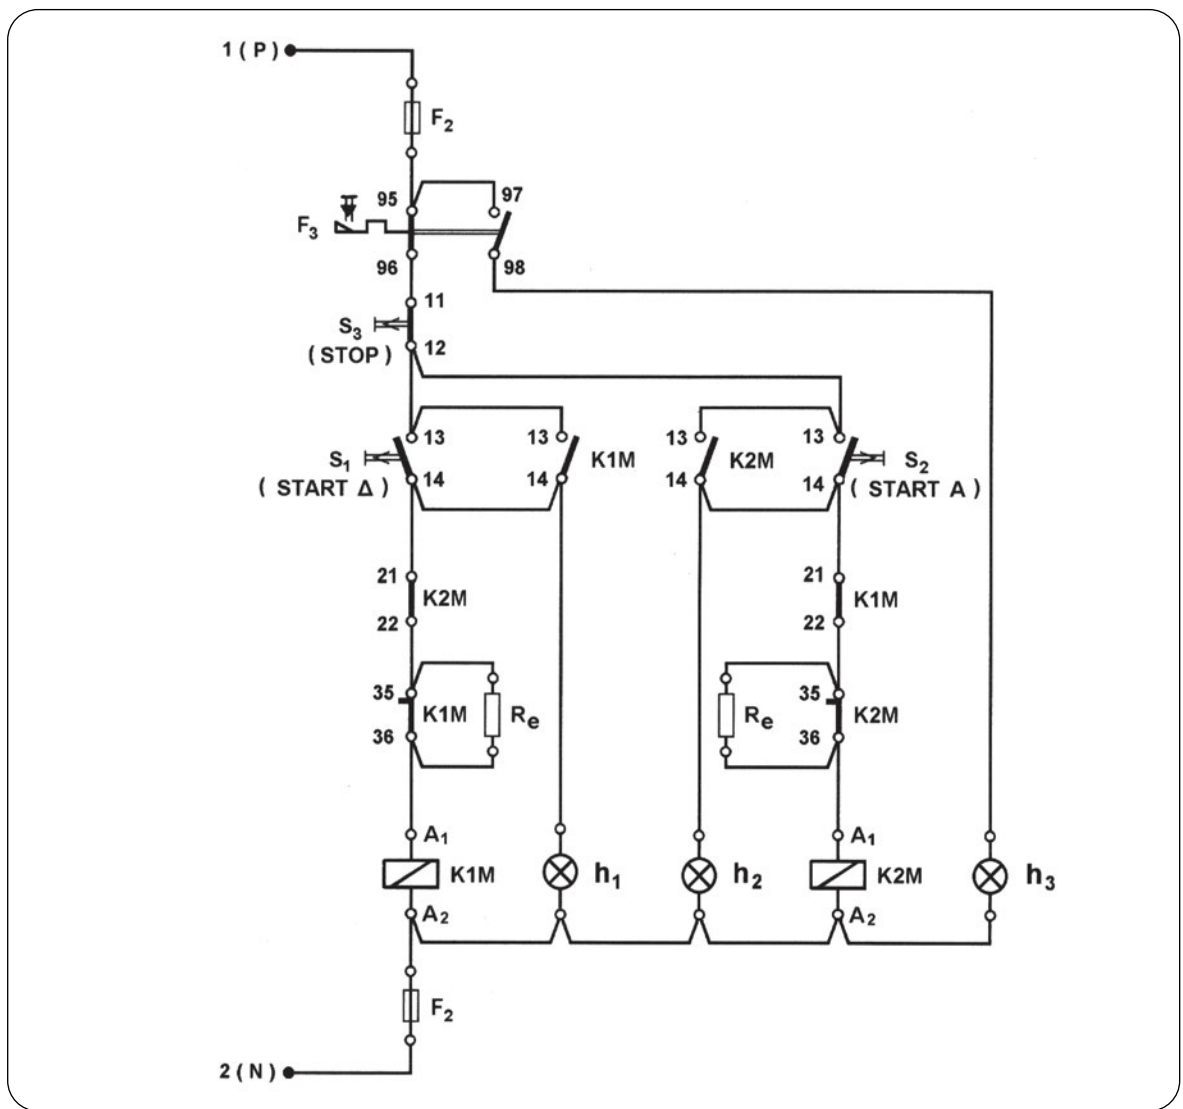 1 ( P )
F2
95
97
F3
96
98
11
S3
( STOP )
12
13
13
13
13
S1
K1M
K2M
S2
( START Δ )
14
14
14
14
( START A )
21
21
K2M
K1M
22
22
35
35
K1M
Re
Re
K2M
36
36
A1
A1
K1M
h1
h2
K2M
h3
A2
A2
F2
2 ( N )